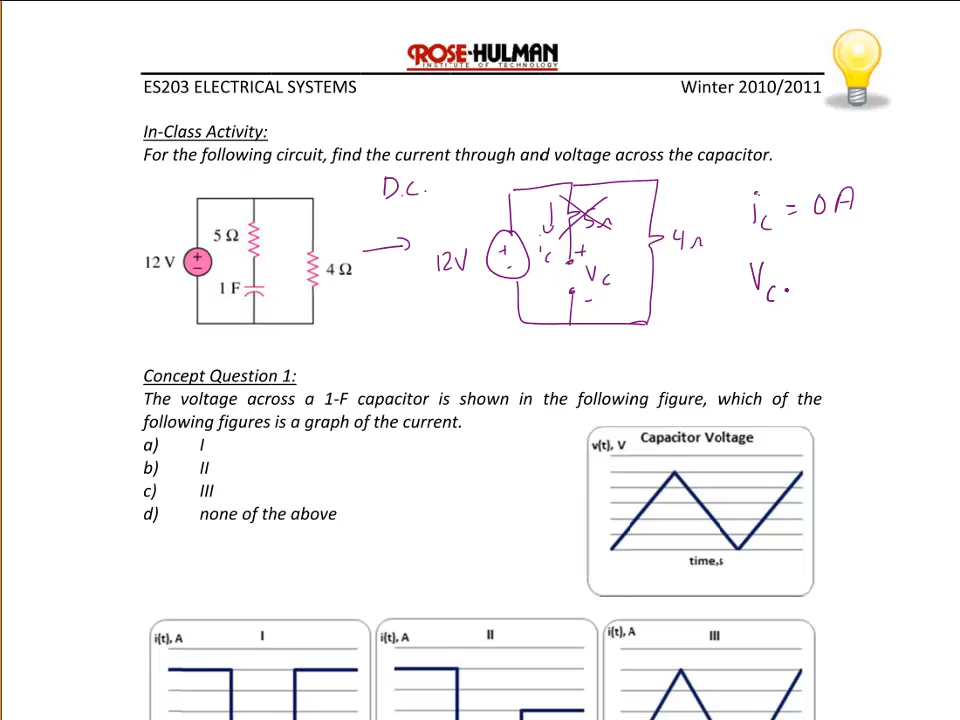 ROSE-HULMAN
INSTITUTE OF TECHNOLOGY
ES203 ELECTRICAL SYSTEMS Winter 2010/2011
In-Class Activity:
For the following circuit, find the current through and voltage across the capacitor.
D.C.
5 Ω
12 V
1 F
4 Ω
12V
+
-
5Ω
ic
+
Vc
-
4Ω
ic = 0A
Vc
Concept Question 1:
The voltage across a 1-F capacitor is shown in the following figure, which of the
following figures is a graph of the current.
a) I
b) II
c) III
d) none of the above
v(t), V Capacitor Voltage
time,s
i(t), A I
i(t), A II
i(t), A III